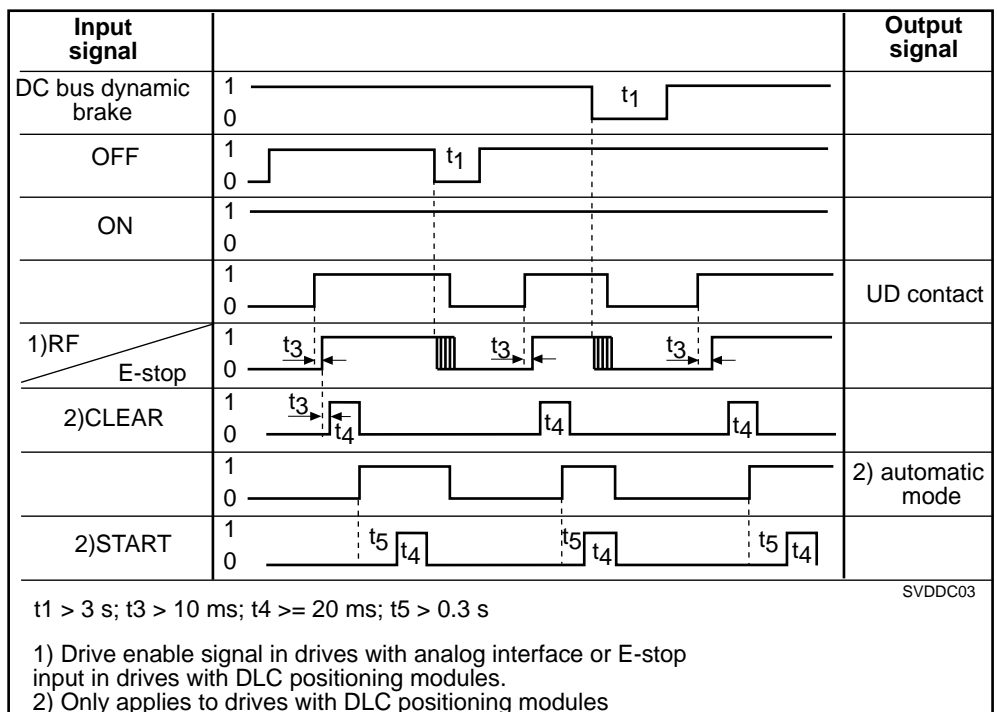 Input signal
Output signal
DC bus dynamic brake
1
0
t1
OFF
1
0
t1
ON
1
0
1
0
UD contact
1)RF
E-stop
1
0
t3
t3
t3
2)CLEAR
1
0
t3
t4
t4
t4
1
0
2) automatic mode
2)START
1
0
t5
t4
t5
t4
t5
t4
SVDDC03
t1 > 3 s; t3 > 10 ms; t4 >= 20 ms; t5 > 0.3 s
1) Drive enable signal in drives with analog interface or E-stop
input in drives with DLC positioning modules.
2) Only applies to drives with DLC positioning modules